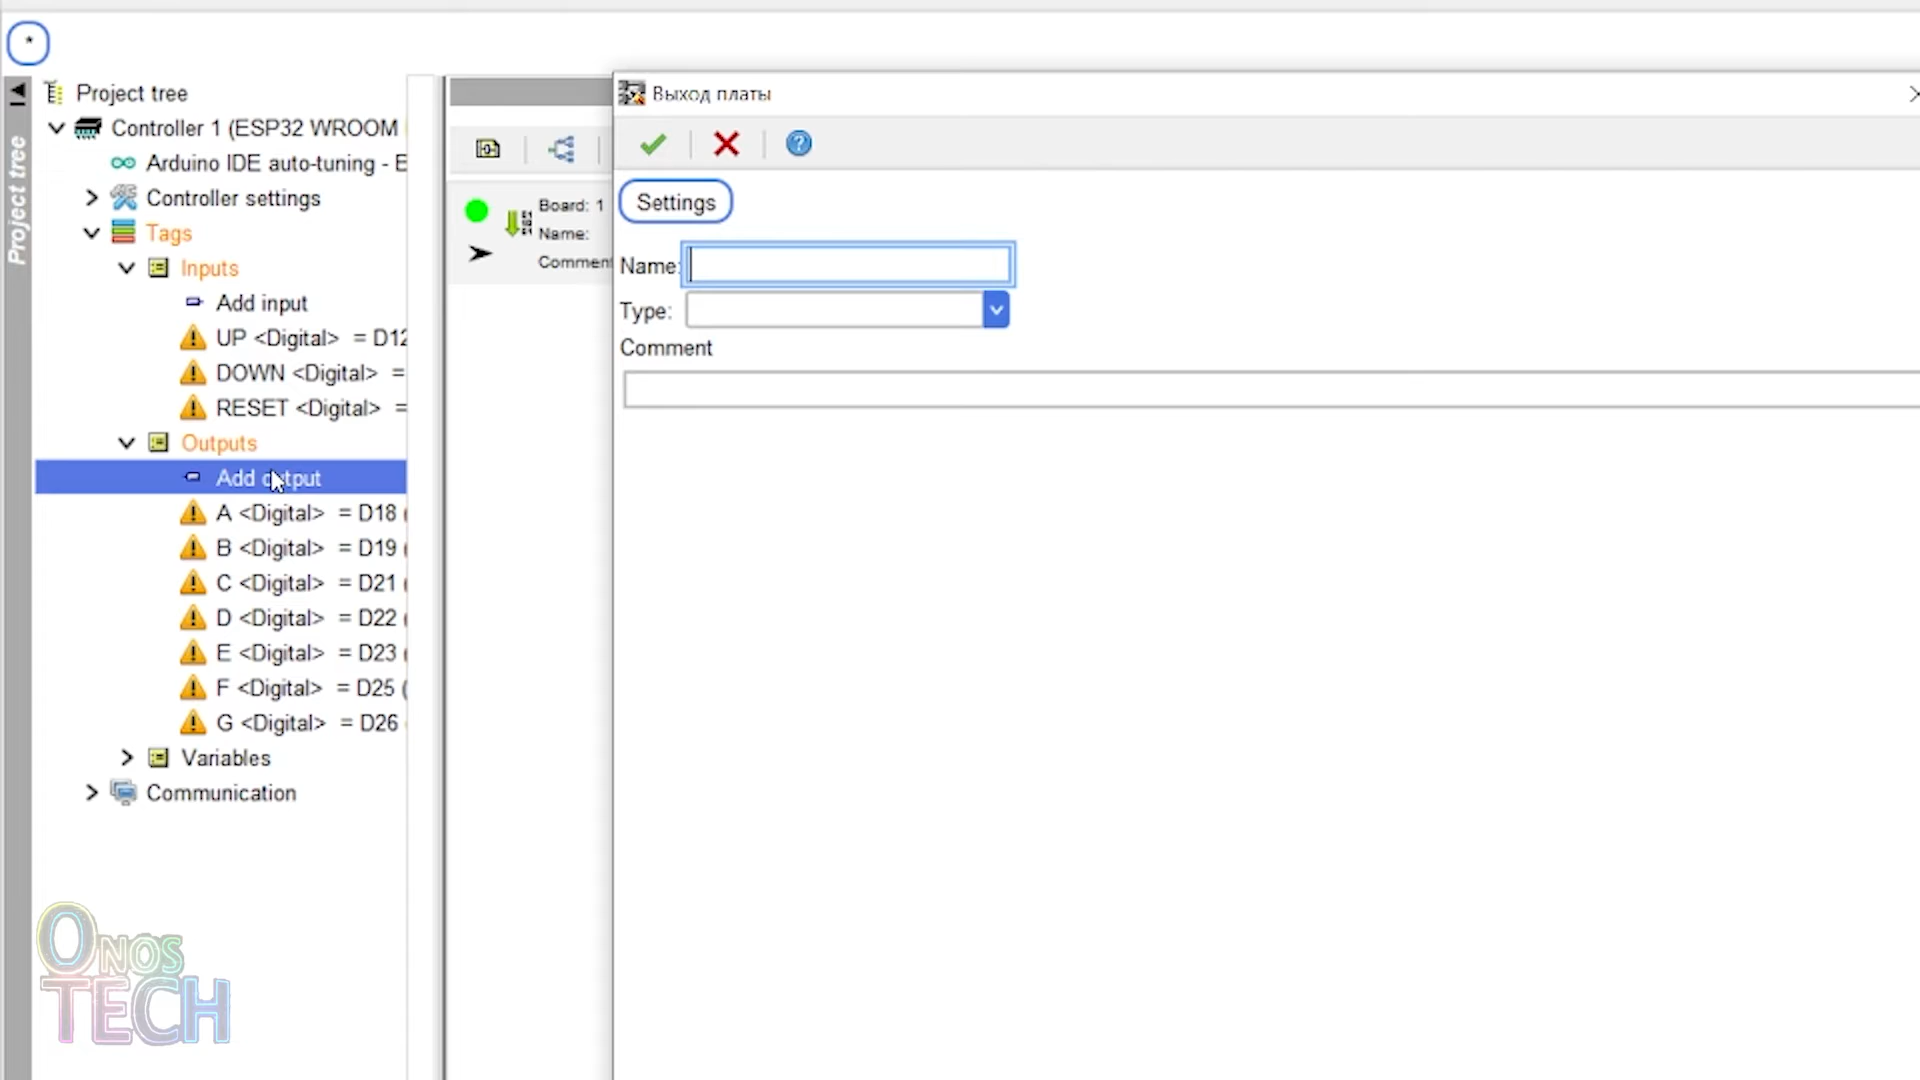 *
Project tree
Project tree
Controller 1 (ESP32 WROOM
Arduino IDE auto-tuning - E
Controller settings
Tags
Inputs
Add input
UP <Digital> = D12
DOWN <Digital> =
RESET <Digital> =
Outputs
Add output
A <Digital> = D18 (
B <Digital> = D19 (
C <Digital> = D21 (
D <Digital> = D22 (
E <Digital> = D23 (
F <Digital> = D25 (
G <Digital> = D26
Variables
Communication
Board: 1
Name:
Comment
Выход платы
Settings
Name:
Type:
Comment
ONOS
TECH